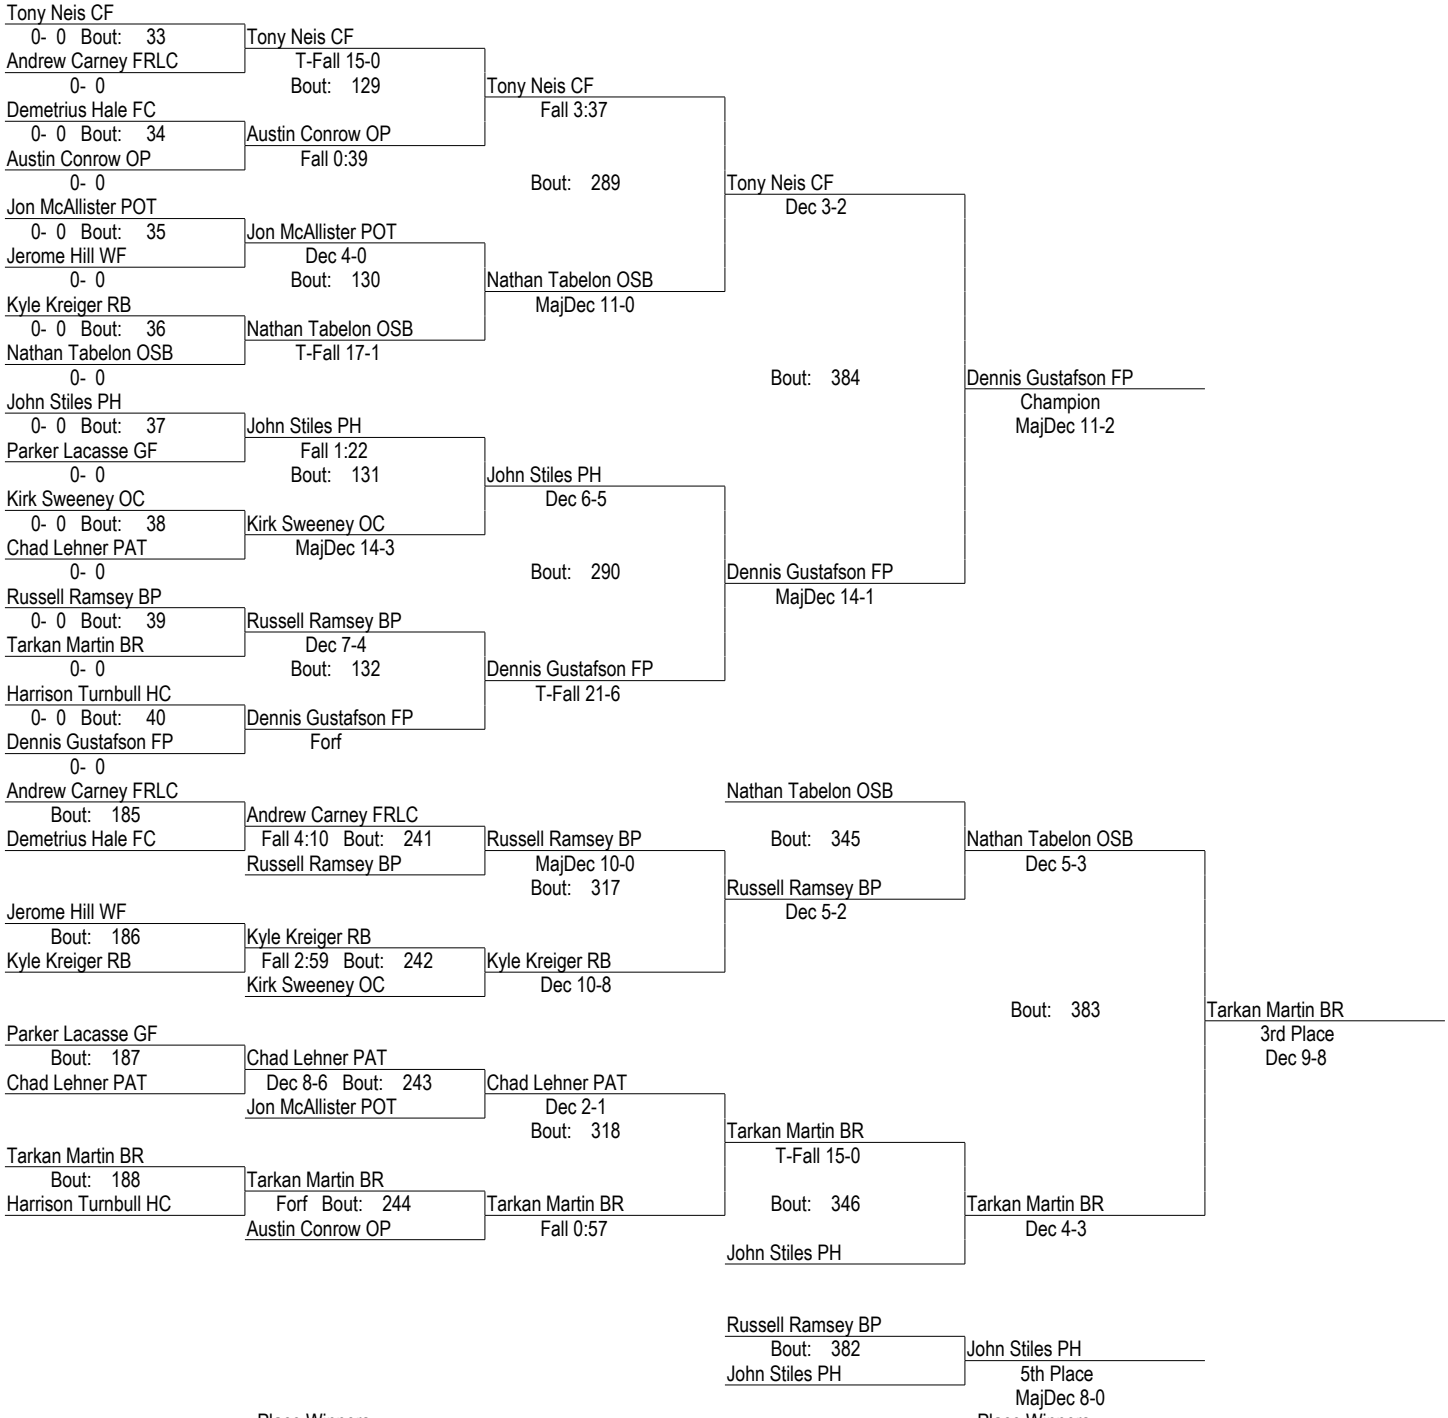 Tony Neis CF
0- 0 Bout: 33 Tony Neis CF
Andrew Carney FRLC T-Fall 15-0
0- 0 Bout: 129 Tony Neis CF
Demetrius Hale FC Fall 3:37
0- 0 Bout: 34 Austin Conrow OP
Austin Conrow OP Fall 0:39
0- 0 Bout: 289 Tony Neis CF
Jon McAllister POT Dec 3-2
0- 0 Bout: 35 Jon McAllister POT
Jerome Hill WF Dec 4-0
0- 0 Bout: 130 Nathan Tabelon OSB
Kyle Kreiger RB MajDec 11-0
0- 0 Bout: 36 Nathan Tabelon OSB
Nathan Tabelon OSB T-Fall 17-1
0- 0 Bout: 384 Dennis Gustafson FP
John Stiles PH Champion
0- 0 Bout: 37 John Stiles PH MajDec 11-2
Parker Lacasse GF Fall 1:22
0- 0 Bout: 131 John Stiles PH
Kirk Sweeney OC Dec 6-5
0- 0 Bout: 38 Kirk Sweeney OC
Chad Lehner PAT MajDec 14-3
0- 0 Bout: 290 Dennis Gustafson FP
Russell Ramsey BP MajDec 14-1
0- 0 Bout: 39 Russell Ramsey BP
Tarkan Martin BR Dec 7-4
0- 0 Bout: 132 Dennis Gustafson FP
Harrison Turnbull HC T-Fall 21-6
0- 0 Bout: 40 Dennis Gustafson FP
Dennis Gustafson FP Forf
0- 0
Andrew Carney FRLC Nathan Tabelon OSB
Bout: 185 Andrew Carney FRLC
Demetrius Hale FC Fall 4:10 Bout: 241 Russell Ramsey BP Bout: 345 Nathan Tabelon OSB
Russell Ramsey BP MajDec 10-0 Dec 5-3
Bout: 317 Russell Ramsey BP
Jerome Hill WF Dec 5-2
Bout: 186 Kyle Kreiger RB
Kyle Kreiger RB Fall 2:59 Bout: 242 Kyle Kreiger RB
Kirk Sweeney OC Dec 10-8
Bout: 383 Tarkan Martin BR
Parker Lacasse GF 3rd Place
Bout: 187 Chad Lehner PAT Dec 9-8
Chad Lehner PAT Dec 8-6 Bout: 243 Chad Lehner PAT
Jon McAllister POT Dec 2-1
Bout: 318 Tarkan Martin BR
Tarkan Martin BR T-Fall 15-0
Bout: 188 Tarkan Martin BR
Harrison Turnbull HC Forf Bout: 244 Tarkan Martin BR Bout: 346 Tarkan Martin BR
Austin Conrow OP Fall 0:57 Dec 4-3
John Stiles PH
Russell Ramsey BP
Bout: 382 John Stiles PH
John Stiles PH 5th Place
MajDec 8-0
Place Winners Place Winners